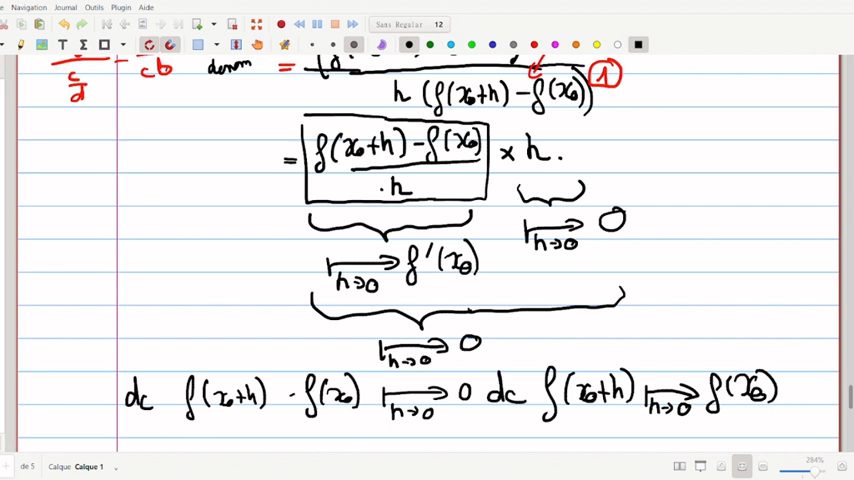 Navigation Journal Outils Plugin Aide
Sans Regular 12
T
c/d - cb denom =
h (f(x₀+h) - f(x₀)) 1
= (f(x₀+h) - f(x₀))/h × h.
h→0 0
h→0 f'(x₀)
h→0 0
dc f(x₀+h) - f(x₀) h→0 0 dc f(x₀+h) h→0 f(x₀)
de 5 Calque Calque 1 284%